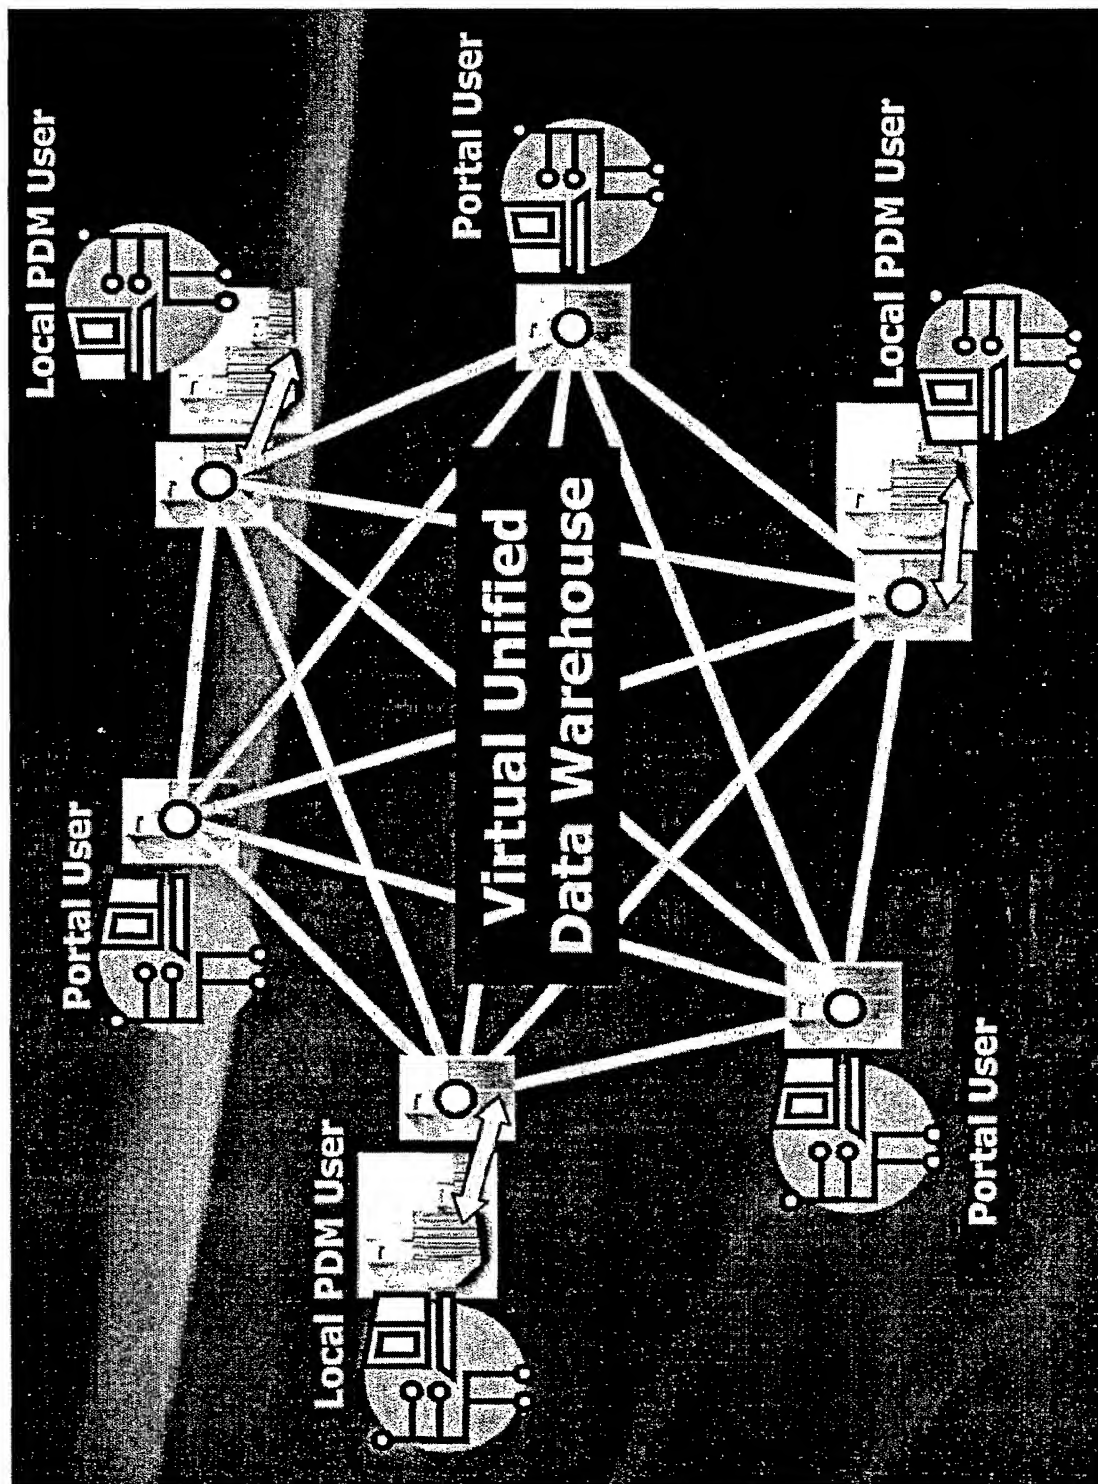 Local PDM User
Portal User
Local PDM User
Portal User
Virtual Unified
Data Warehouse
Local PDM User
Portal User